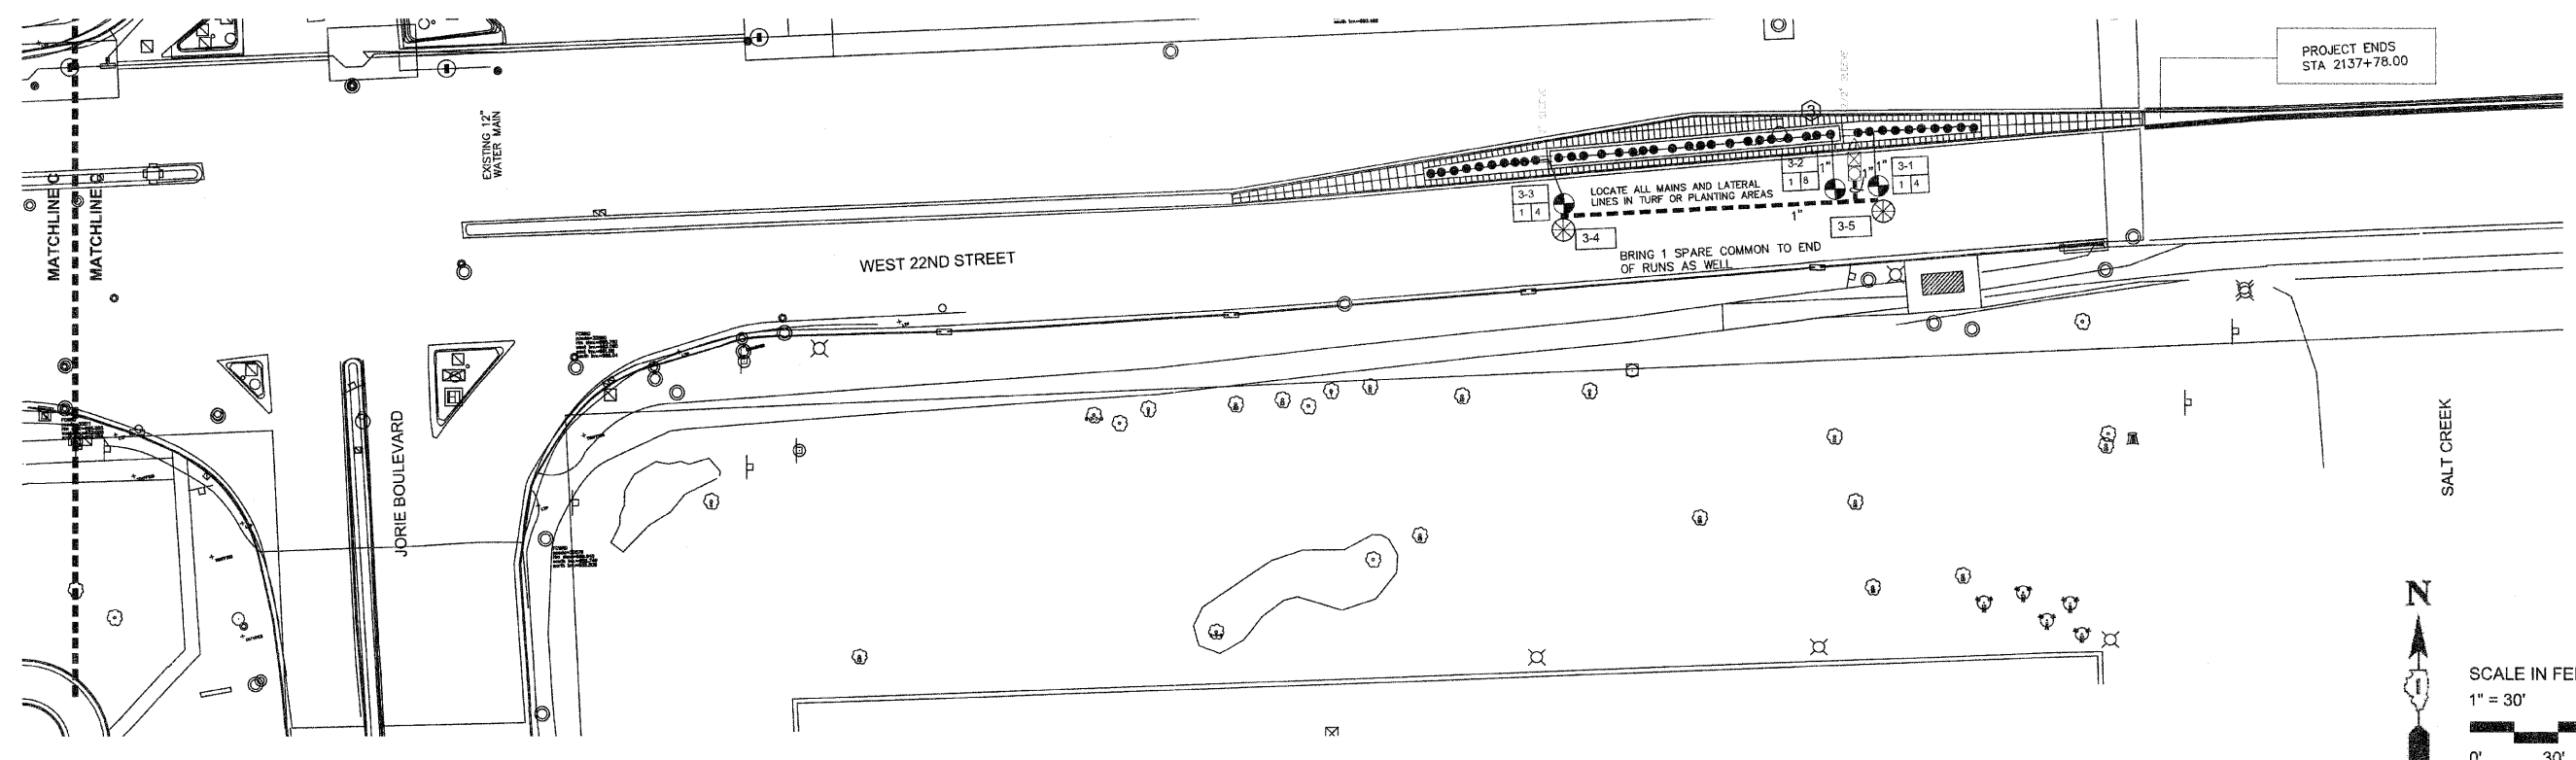 PROJECT ENDS
STA 2137+78.00
EXISTING 12"
WATER MAIN
3
MATCHLINE C
MATCHLINE C
3-3
1 4
LOCATE ALL MAINS AND LATERAL
LINES IN TURF OR PLANTING AREAS
3-2
1 8
1"
1"
1"
3-1
1 4
1"
3-4
3-5
WEST 22ND STREET
BRING 1 SPARE COMMON TO END
OF RUNS AS WELL
JORIE BOULEVARD
SALT CREEK
N
SCALE IN FE
1" = 30'
0' 30'